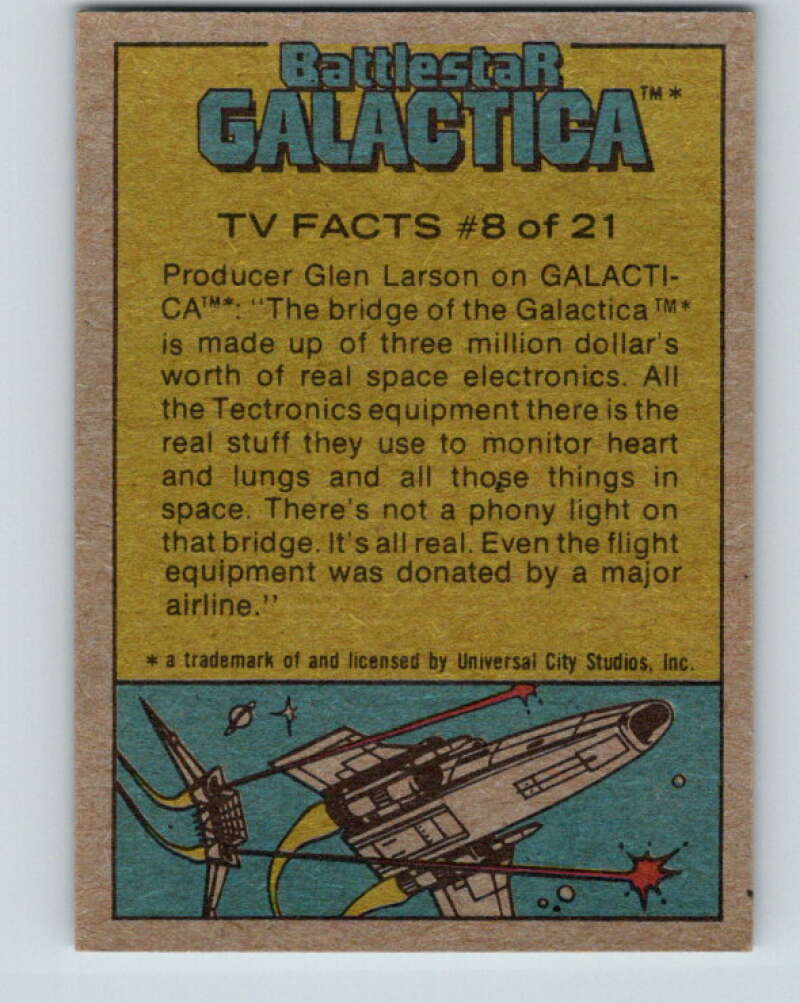 Battlestar
GALACTICA™*
TV FACTS #8 of 21
Producer Glen Larson on GALACTI-
CA™*: "The bridge of the Galactica™*
is made up of three million dollar's
worth of real space electronics. All
the Tectronics equipment there is the
real stuff they use to monitor heart
and lungs and all those things in
space. There's not a phony light on
that bridge. It's all real. Even the flight
equipment was donated by a major
airline."
* a trademark of and licensed by Universal City Studios, Inc.